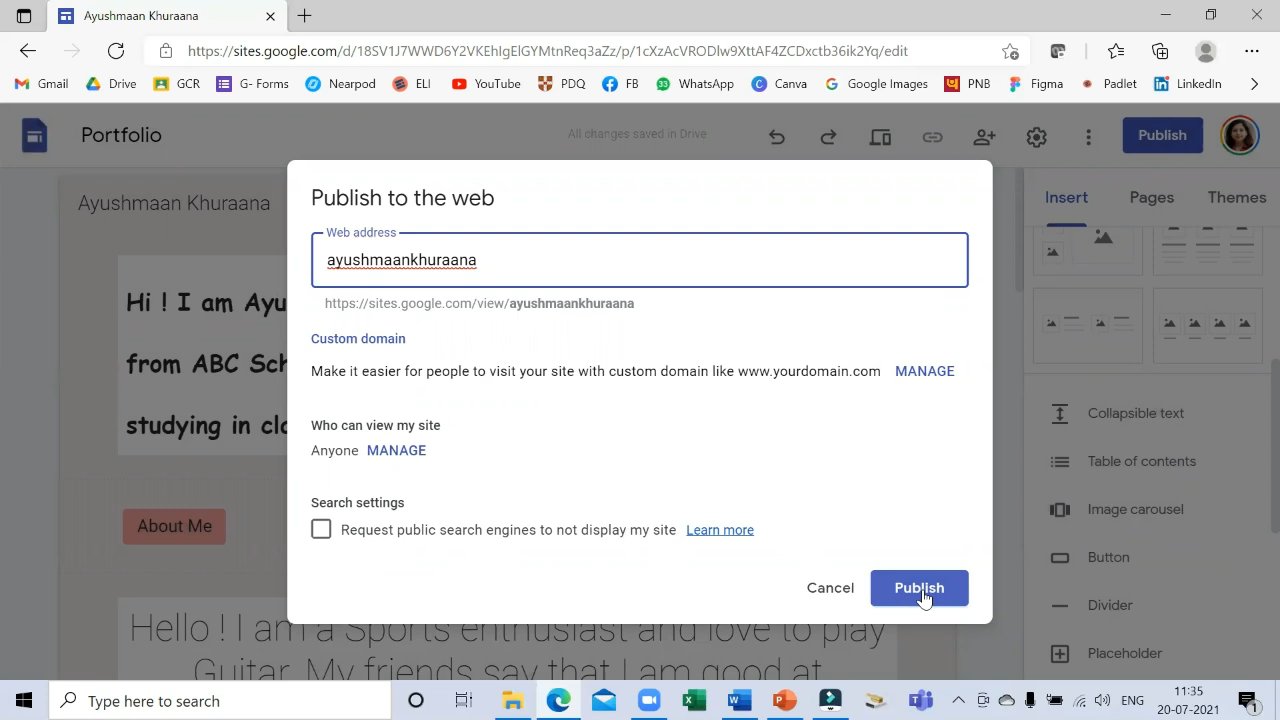 Ayushmaan Khuraana
https://sites.google.com/d/18SV1J7WWD6Y2VKEhIgElGYMtnReq3aZz/p/1cXzAcVRODlw9XttAF4ZCDxctb36ik2Yq/edit
Gmail Drive GCR G- Forms Nearpod ELI YouTube PDQ FB 33 WhatsApp Canva Google Images PNB Figma Padlet LinkedIn
Portfolio All changes saved in Drive Publish
Ayushmaan Khuraana
Insert Pages Themes
Publish to the web
Web address
ayushmaankhuraana
https://sites.google.com/view/ayushmaankhuraana
Hi ! I am Ayu
from ABC Sch
studying in cla
Custom domain
Make it easier for people to visit your site with custom domain like www.yourdomain.com MANAGE
Who can view my site
Anyone MANAGE
Search settings
Request public search engines to not display my site Learn more
Cancel Publish
About Me
Hello ! I am a Sports enthusiast and love to play
Guitar. My friends say that I am good at
Collapsible text
Table of contents
Image carousel
Button
Divider
Placeholder
Type here to search
ENG
11:35
20-07-2021
1